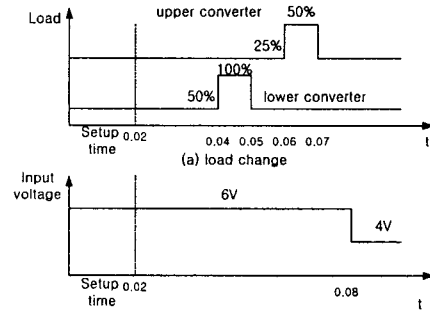 Load
upper converter 50%
25%
100%
50%
lower converter
Setup time 0.02 0.04 0.05 0.06 0.07 t
(a) load change
Input voltage
6V
4V
Setup time 0.02 0.08 t